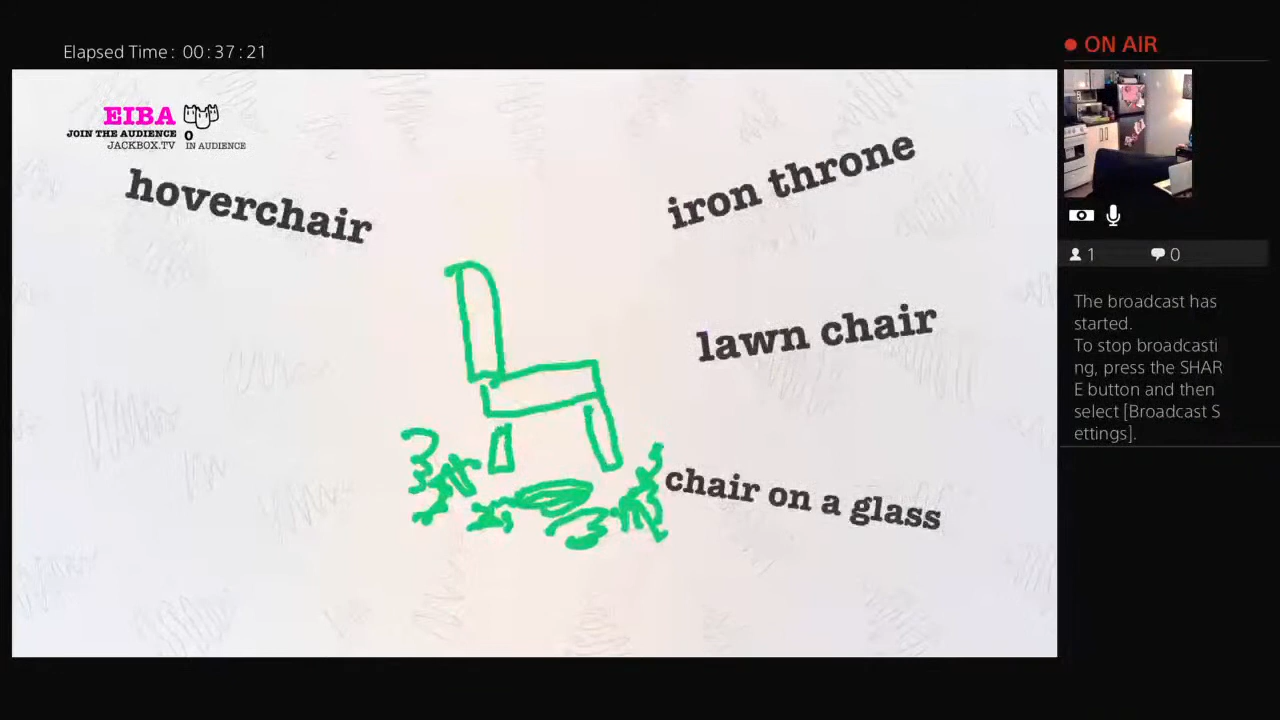 Elapsed Time: 00:37:21
ON AIR
EIBA
JOIN THE AUDIENCE
0
JACKBOX.TV
IN AUDIENCE
hoverchair
iron throne
lawn chair
chair on a glass
1
0
The broadcast has
started.
To stop broadcasti
ng, press the SHAR
E button and then
select [Broadcast S
ettings].